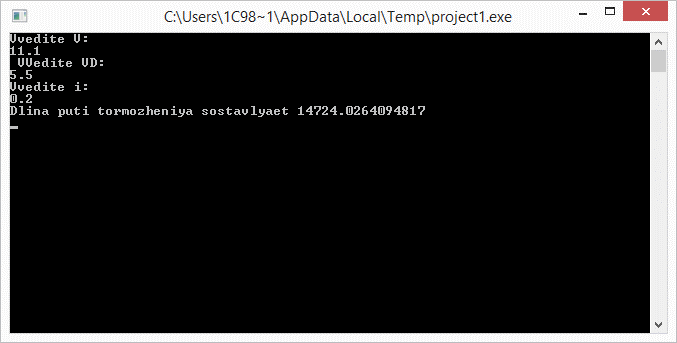 C:\Users\1C98~1\AppData\Local\Temp\project1.exe
Vvedite V:
11.1
VVedite VD:
5.5
Vvedite i:
0.2
Dlina puti tormozheniya sostavlyaet 14724.0264094817